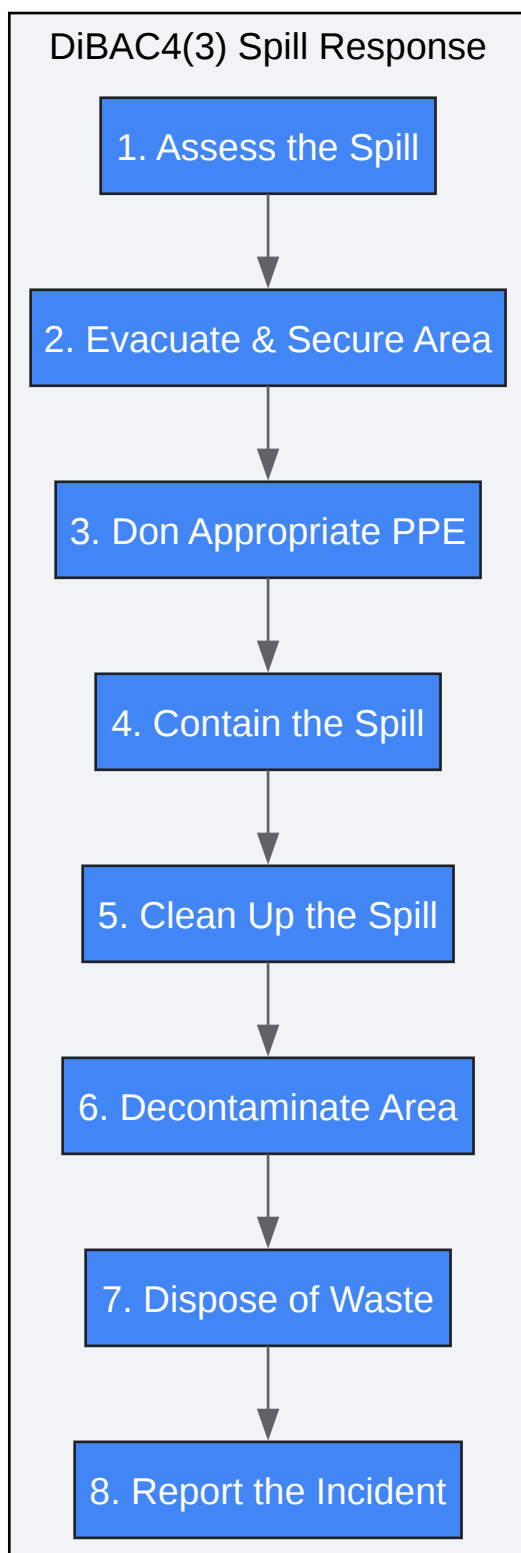 DiBAC4(3) Spill Response
1. Assess the Spill
2. Evacuate & Secure Area
3. Don Appropriate PPE
4. Contain the Spill
5. Clean Up the Spill
6. Decontaminate Area
7. Dispose of Waste
8. Report the Incident